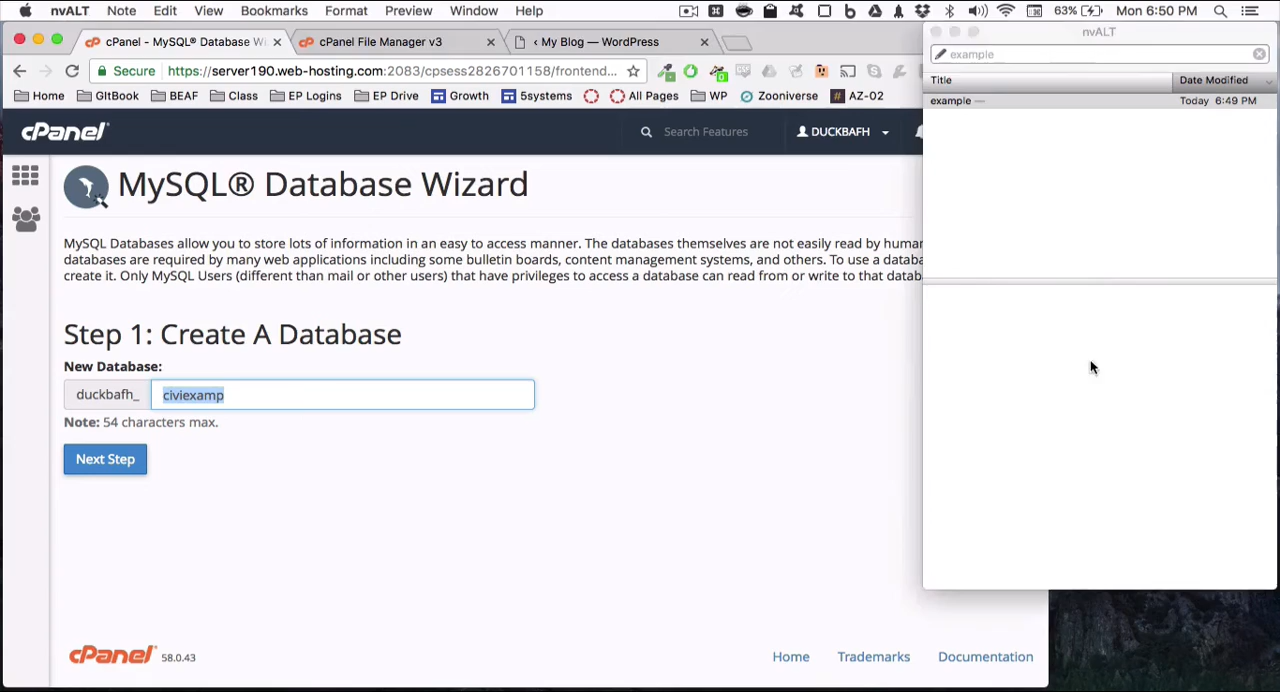 nvALT Note Edit View Bookmarks Format Preview Window Help 63% Mon 6:50 PM
cPanel - MySQL® Database W
cPanel File Manager v3
‹ My Blog — WordPress
nvALT
Secure https://server190.web-hosting.com:2083/cpsess2826701158/frontend...
example
Home GItBook BEAF Class EP Logins EP Drive Growth 5systems All Pages WP Zooniverse # AZ-02
Title Date Modified
example — Today 6:49 PM
cPanel® Search Features DUCKBAFH
MySQL® Database Wizard
MySQL Databases allow you to store lots of information in an easy to access manner. The databases themselves are not easily read by
databases are required by many web applications including some bulletin boards, content management systems, and others. To use a
create it. Only MySQL Users (different than mail or other users) that have privileges to access a database can read from or write to that
Step 1: Create A Database
New Database:
duckbafh_ civiexamp
Note: 54 characters max.
Next Step
cPanel® 58.0.43 Home Trademarks Documentation